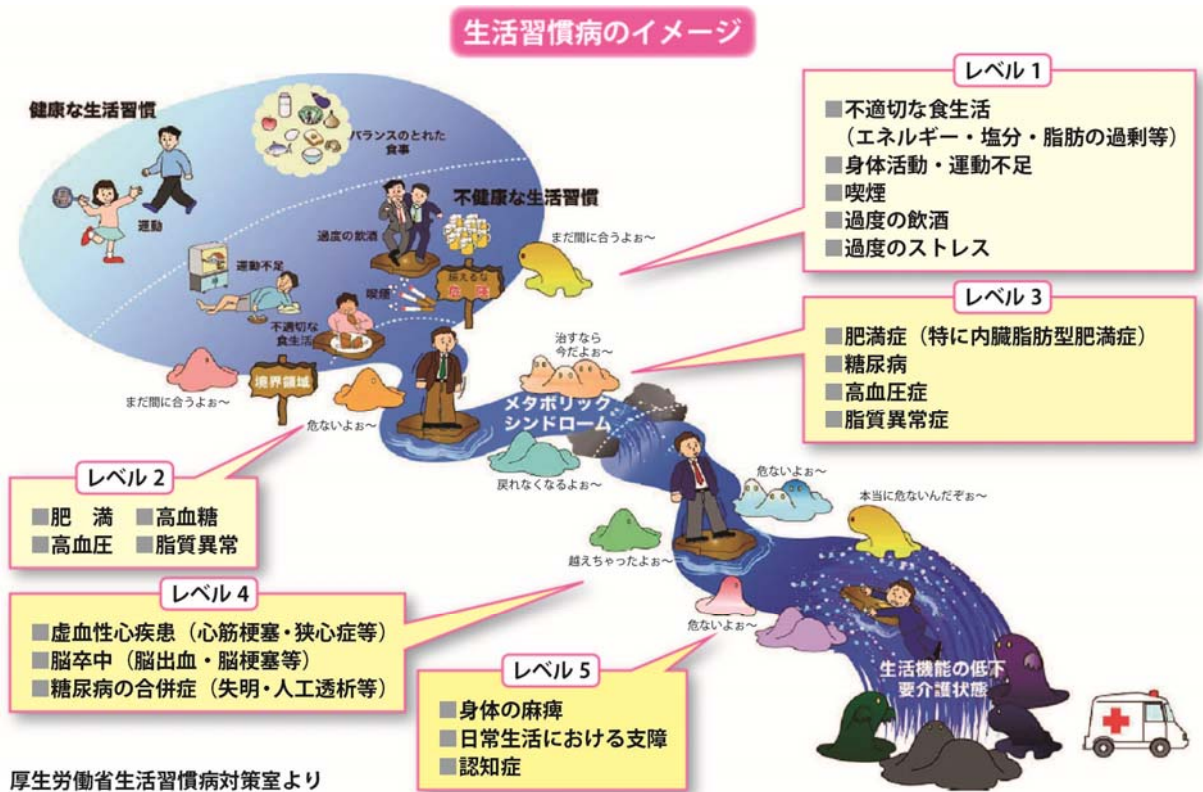 生活習慣病のイメージ
健康な生活習慣
バランスのとれた
食事
運動
不健康な生活習慣
過度の飲酒
運動不足
喫煙
不適切な
食生活
越えるな
危険
境界領域
まだ間に合うよぉ~
まだ間に合うよぉ~
危ないよぉ~
治すなら
今だよぉ~
メタボリック
シンドローム
戻れなくなるよぉ~
危ないよぉ~
本当に危ないんだぞぉ~
越えちゃったよぉ~
危ないよぉ~
生活機能の低下
要介護状態
レベル 1
■不適切な食生活
(エネルギー・塩分・脂肪の過剰等)
■身体活動・運動不足
■喫煙
■過度の飲酒
■過度のストレス
レベル 2
■肥 満 ■高血糖
■高血圧 ■脂質異常
レベル 3
■肥満症(特に内臓脂肪型肥満症)
■糖尿病
■高血圧症
■脂質異常症
レベル 4
■虚血性心疾患(心筋梗塞・狭心症等)
■脳卒中(脳出血・脳梗塞等)
■糖尿病の合併症(失明・人工透析等)
レベル 5
■身体の麻痺
■日常生活における支障
■認知症
厚生労働省生活習慣病対策室より